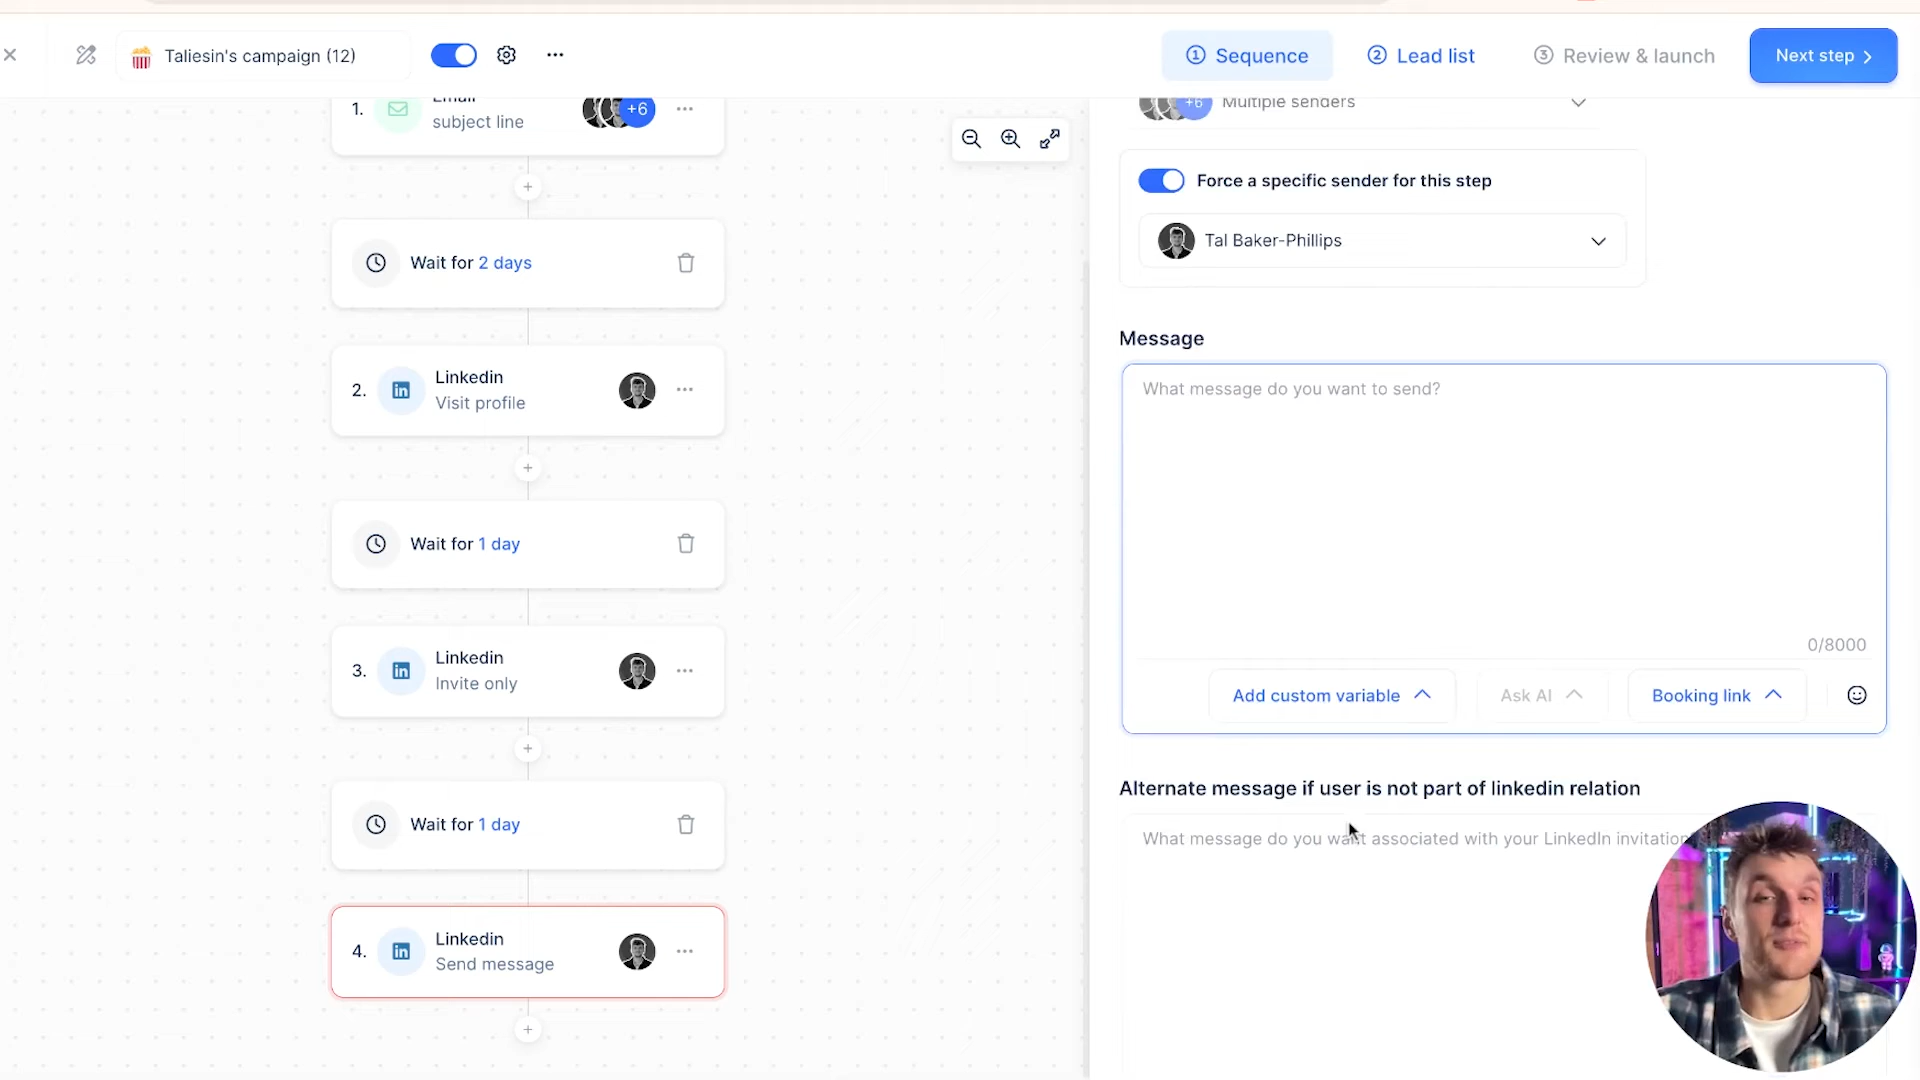 Taliesin's campaign (12)
1 Sequence
2 Lead list
3 Review & launch
Next step
1.
Email
subject line
+6
Wait for 2 days
2.
Linkedin
Visit profile
Wait for 1 day
3.
Linkedin
Invite only
Wait for 1 day
4.
Linkedin
Send message
+6
Multiple senders
Force a specific sender for this step
Tal Baker-Phillips
Message
What message do you want to send?
0/8000
Add custom variable
Ask AI
Booking link
Alternate message if user is not part of linkedin relation
What message do you want associated with your LinkedIn invitation